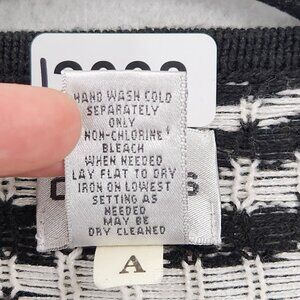 HAND WASH COLD
SEPARATELY
ONLY
NON-CHLORINE
BLEACH
WHEN NEEDED
LAY FLAT TO DRY
IRON ON LOWEST
SETTING AS
NEEDED
MAY BE
DRY CLEANED
A